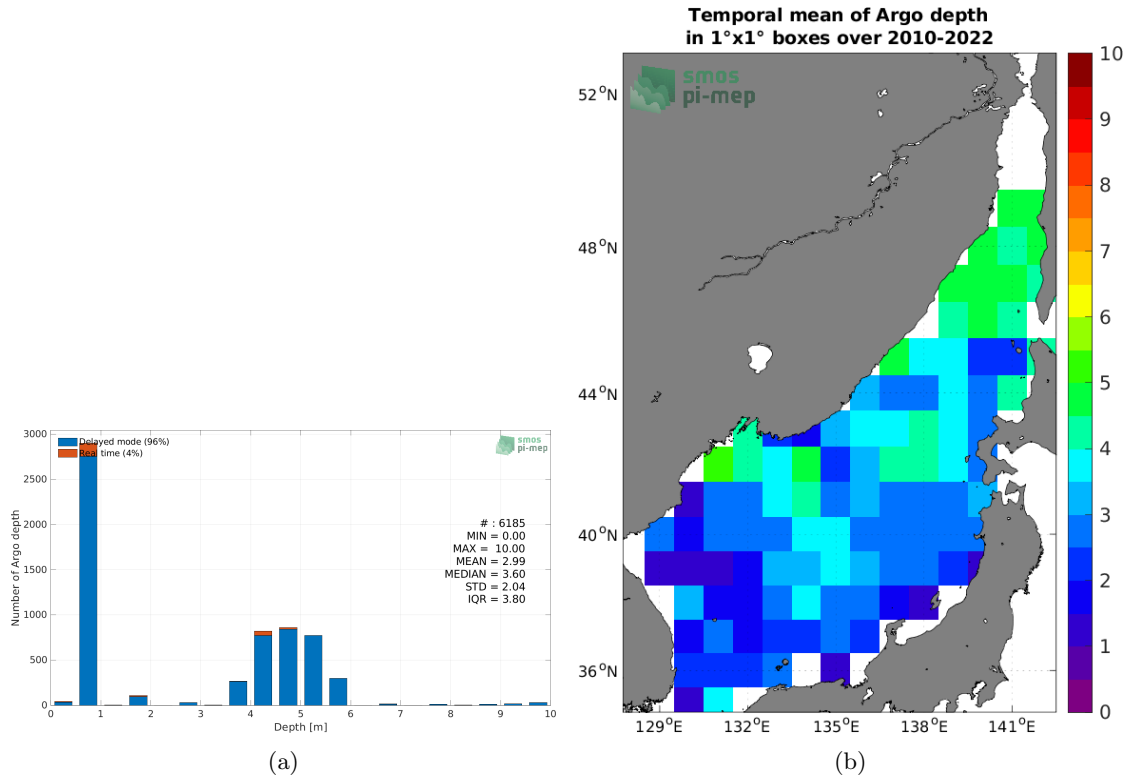 Temporal mean of Argo depth
in 1°x1° boxes over 2010-2022
smos
pi-mep
52°N
48°N
44°N
40°N
36°N
129°E 132°E 135°E 138°E 141°E
10
9
8
7
6
5
4
3
2
1
0
Delayed mode (96%)
Real time (4%)
smos
pi-mep
# : 6185
MIN = 0.00
MAX = 10.00
MEAN = 2.99
MEDIAN = 3.60
STD = 2.04
IQR = 3.80
Number of Argo depth
3000
2500
2000
1500
1000
500
0
0 1 2 3 4 5 6 7 8 9 10
Depth [m]
(a)
(b)